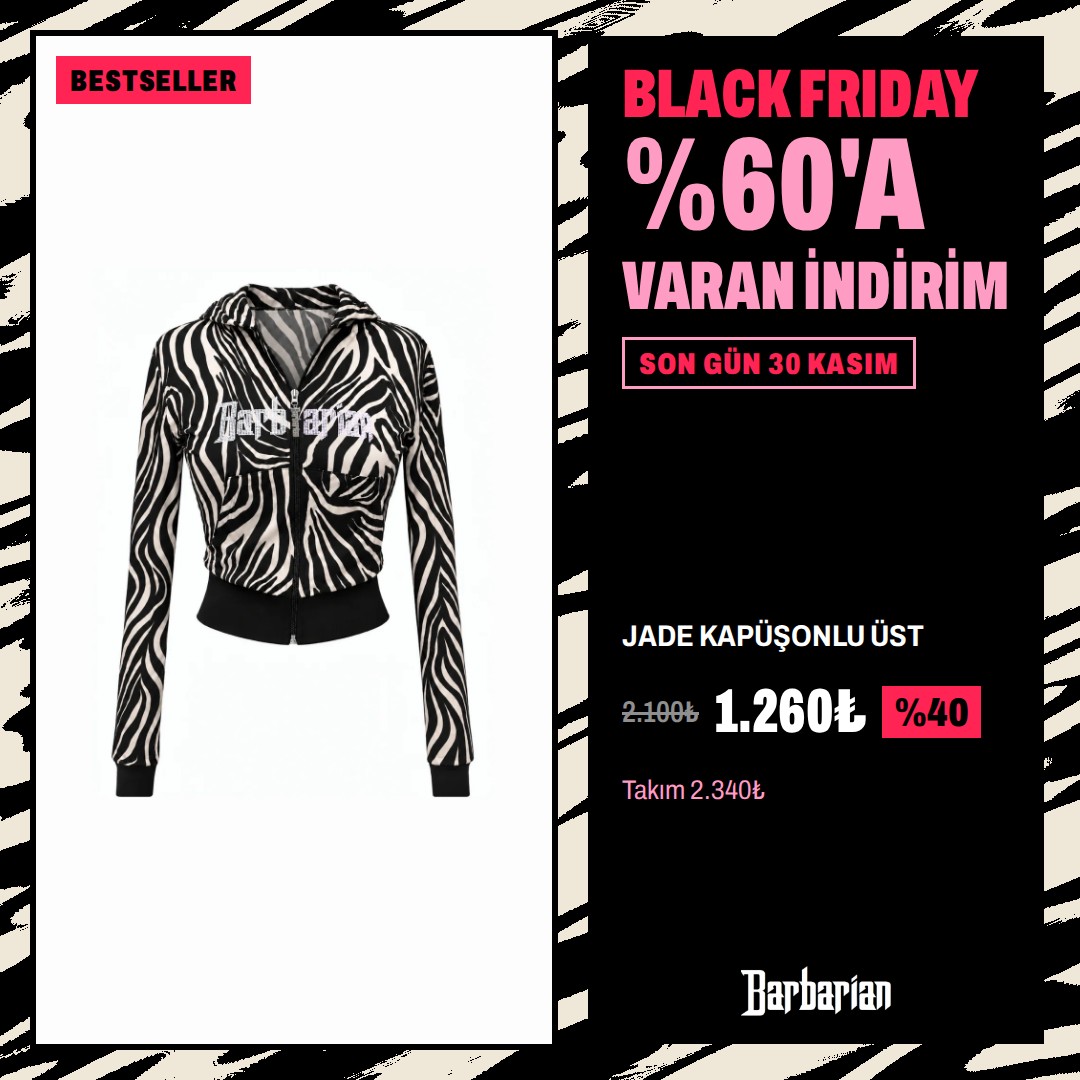 BESTSELLER
Barbarian
BLACK FRIDAY
%60'A
VARAN İNDİRİM
SON GÜN 30 KASIM
JADE KAPÜŞONLU ÜST
2.100₺ 1.260₺ %40
Takım 2.340₺
Barbarian